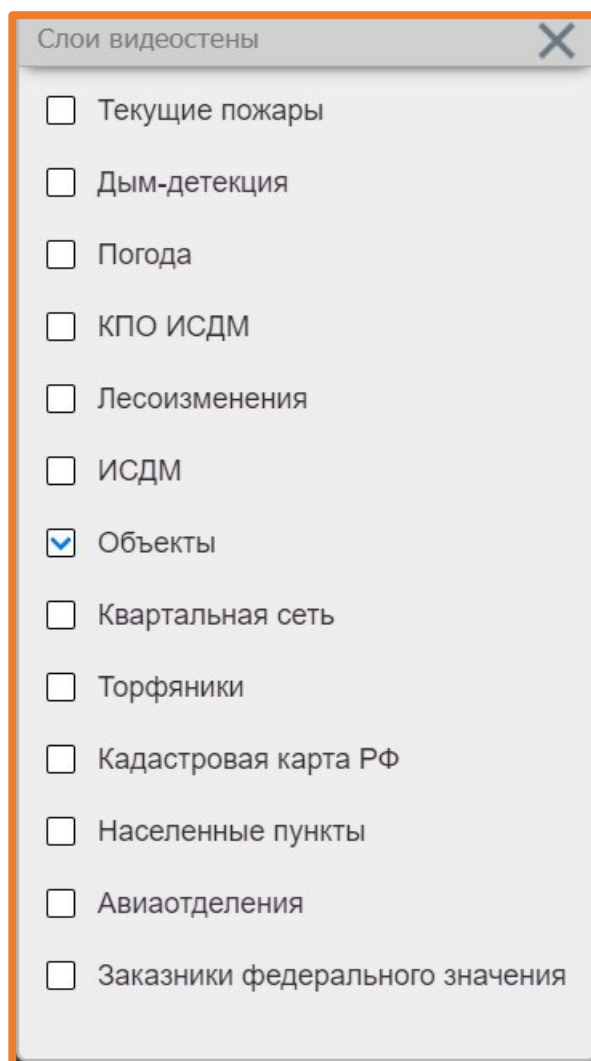 Слои видеостены
Текущие пожары
Дым-детекция
Погода
КПО ИСДМ
Лесоизменения
ИСДМ
Объекты
Квартальная сеть
Торфяники
Кадастровая карта РФ
Населенные пункты
Авиаотделения
Заказники федерального значения